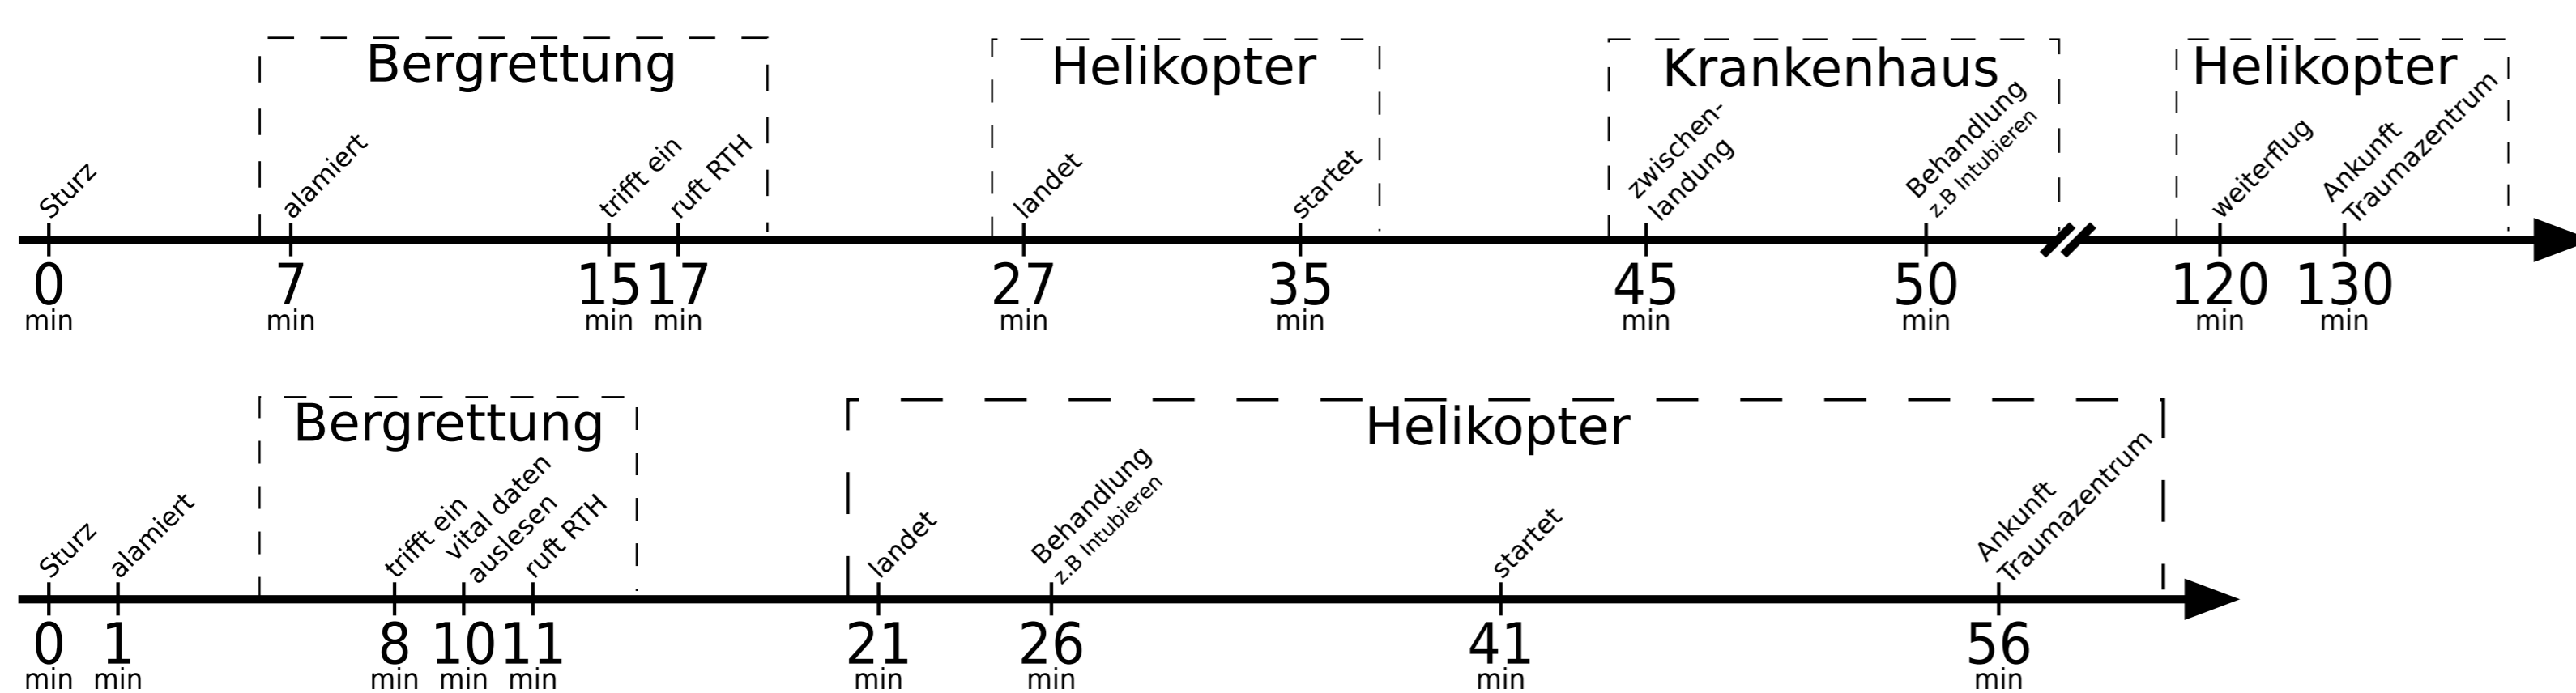 Bergrettung
Helikopter
Krankenhaus
Helikopter
Sturz
alamiert
trifft ein
ruft RTH
landet
startet
zwischen-
landung
Behandlung
z.B Intubieren
weiterflug
Ankunft
Traumazentrum
0
min
7
min
15
min
17
min
27
min
35
min
45
min
50
min
120
min
130
min
Bergrettung
Helikopter
Sturz
alamiert
trifft ein
vital daten
auslesen
ruft RTH
landet
Behandlung
z.B Intubieren
startet
Ankunft
Traumazentrum
0
min
1
min
8
min
10
min
11
min
21
min
26
min
41
min
56
min